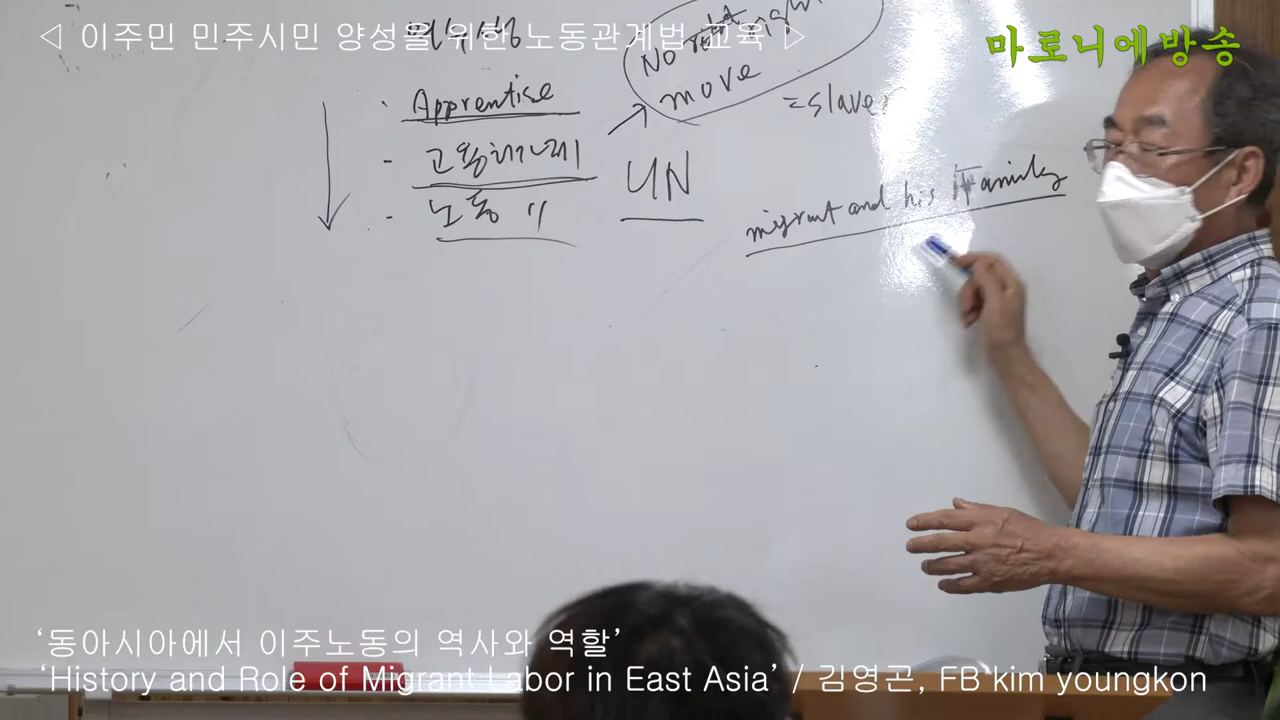 ◁ 이주민 민주시민 양성을 위한 노동관계법 교육 ▷
마로니에방송
No right
move
=slave
· Apprentise
- 고용허가제
- 노동 〃
UN
migrant and his Family
‘동아시아에서 이주노동의 역사와 역할’
‘History and Role of Migrant Labor in East Asia’ / 김영곤, FB kim youngkon